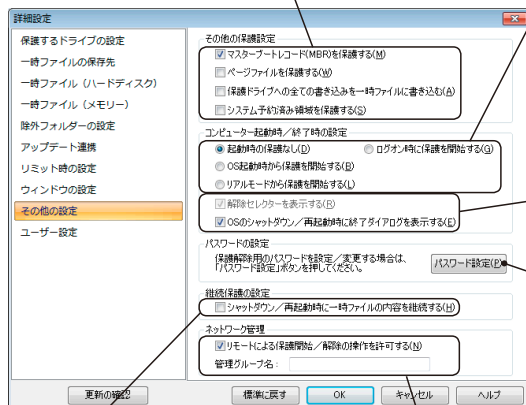 詳細設定
保護するドライブの設定
一時ファイルの保存先
一時ファイル（ハードディスク）
一時ファイル（メモリー）
除外フォルダーの設定
アップデート連携
リミット時の設定
ウィンドウの設定
その他の設定
ユーザー設定
その他の保護設定
マスターブートレコード(MBR)を保護する(M)
ページファイルを保護する(W)
保護ドライブへの全ての書き込みを一時ファイルに書き込む(A)
システム予約済み領域を保護する(S)
コンピューター起動時／終了時の設定
起動時の保護なし(D) ログオン時に保護を開始する(G)
OS起動時から保護を開始する(B)
リアルモードから保護を開始する(L)
解除セレクターを表示する(R)
OSのシャットダウン／再起動時に終了ダイアログを表示する(E)
パスワードの設定
保護解除用のパスワードを設定／変更する場合は、
「パスワード設定」ボタンを押してください。
パスワード設定(P)
継続保護の設定
シャットダウン／再起動時に一時ファイルの内容を継続する(H)
ネットワーク管理
リモートによる保護開始／解除の操作を許可する(N)
管理グループ名：
更新の確認 標準に戻す OK キャンセル ヘルプ